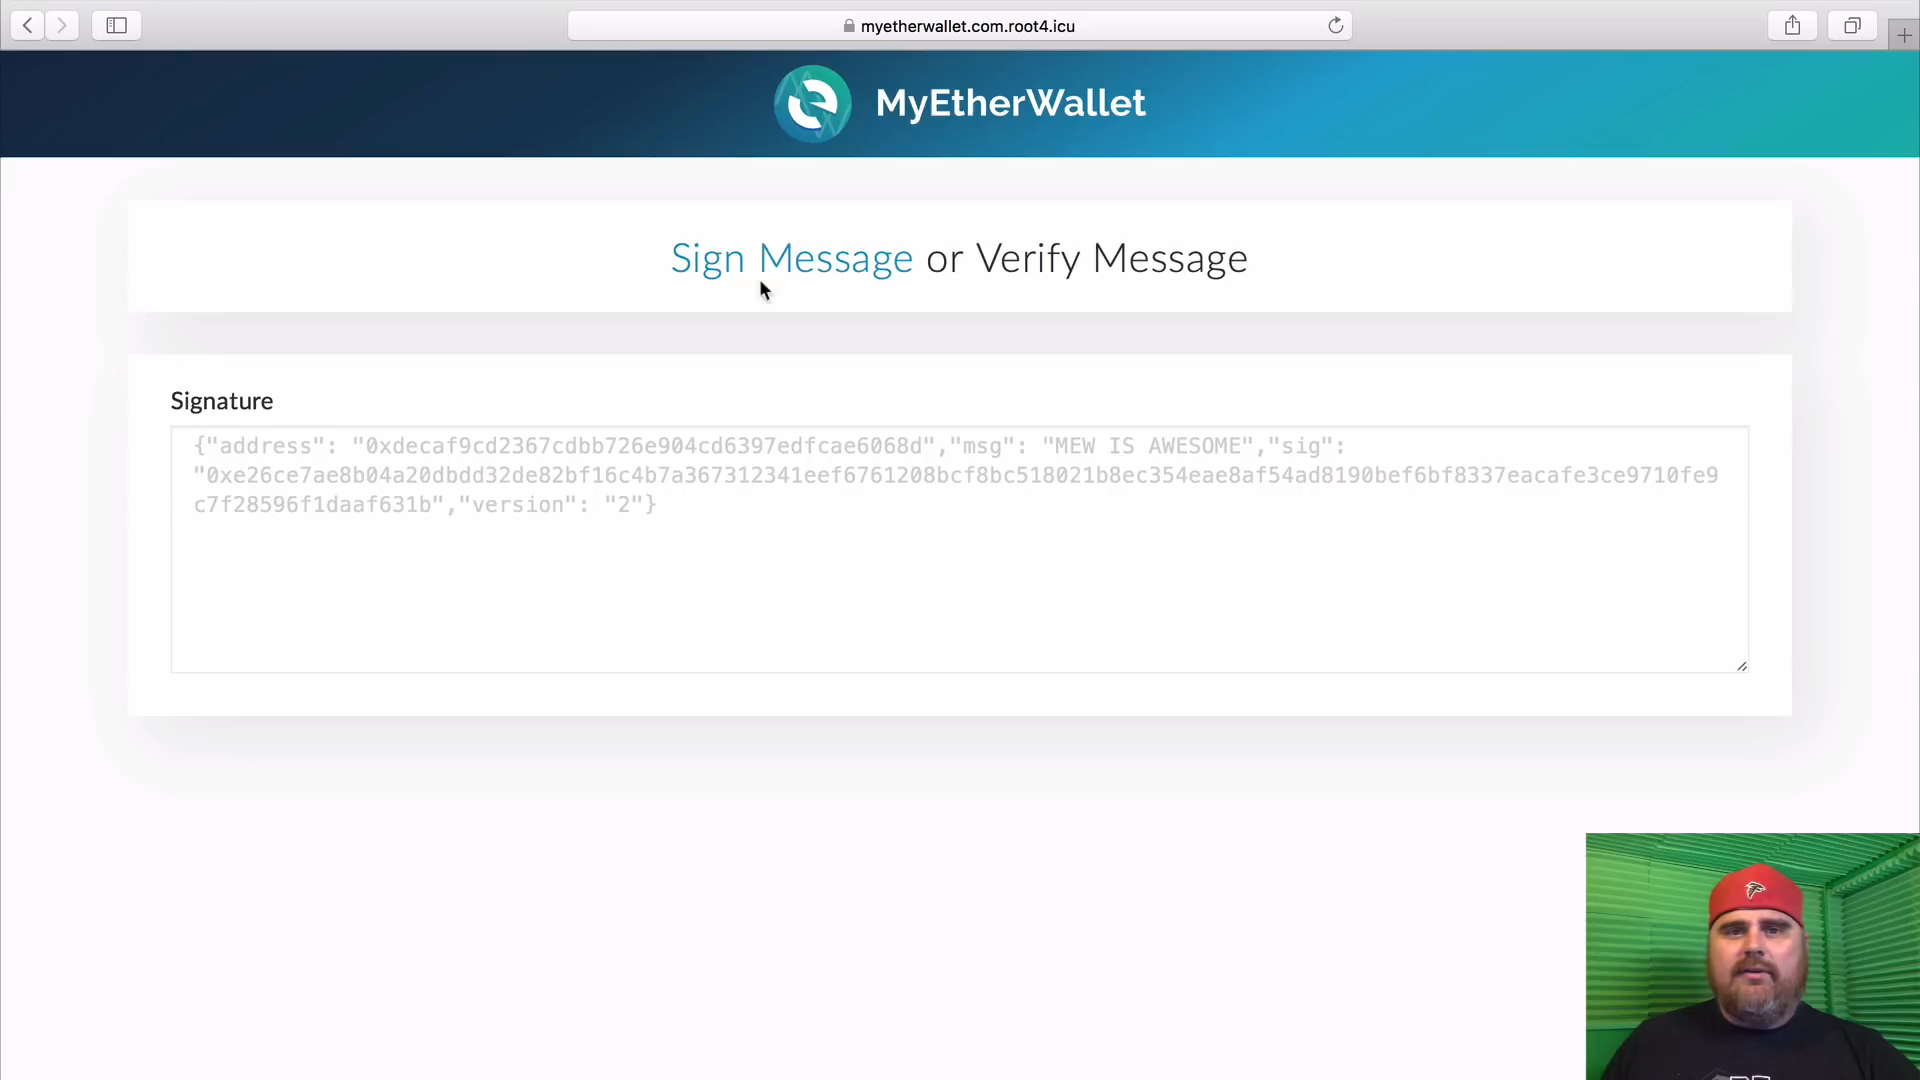 myetherwallet.com.root4.icu
MyEtherWallet
Sign Message or Verify Message
Signature
{"address": "0xdecaf9cd2367cdbb726e904cd6397edfcae6068d","msg": "MEW IS AWESOME","sig":
"0xe26ce7ae8b04a20dbdd32de82bf16c4b7a367312341eef6761208bcf8bc518021b8ec354eae8af54ad8190bef6bf8337eacafe3ce9710fe9
c7f28596f1daaf631b","version": "2"}